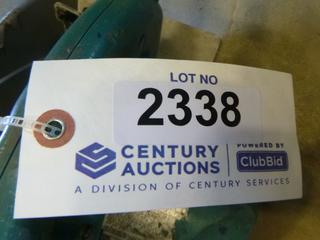 LOT NO
2338
CENTURY AUCTIONS
POWERED BY
ClubBid
A DIVISION OF CENTURY SERVICES